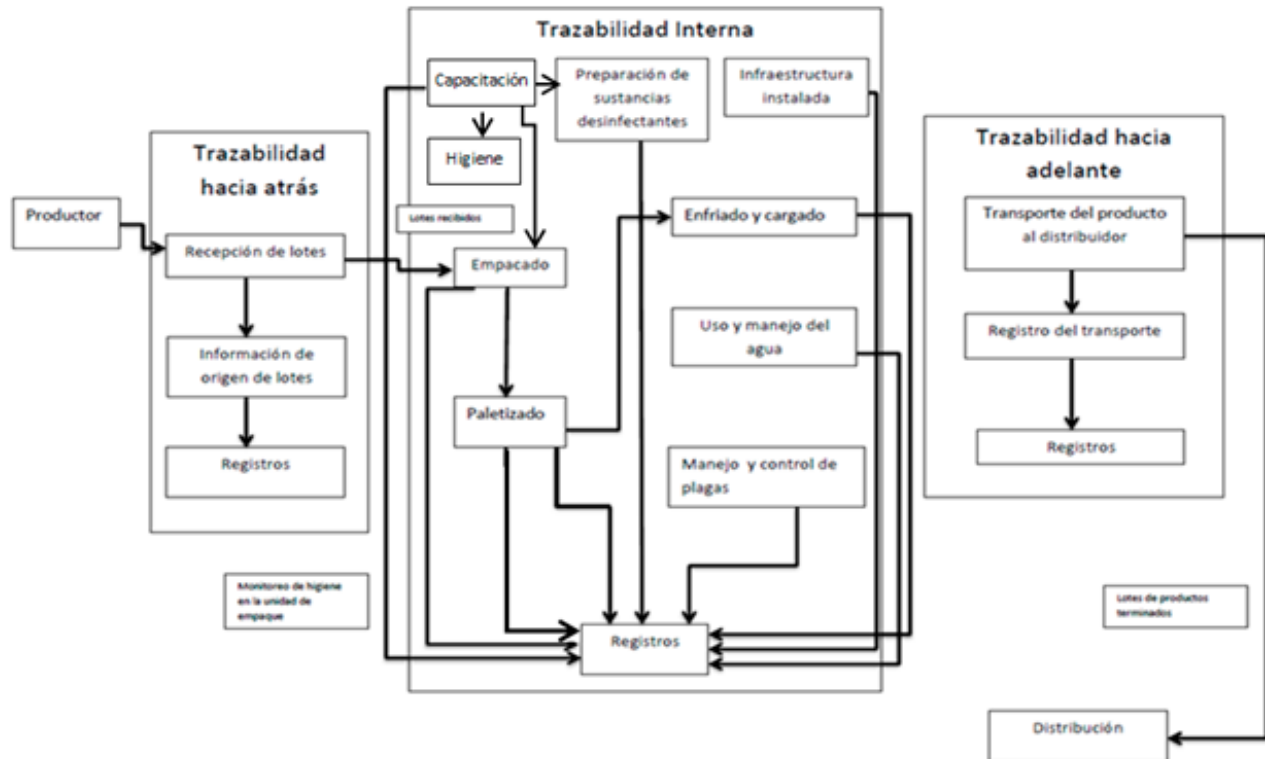 Trazabilidad Interna
Capacitación
Preparación de
sustancias
desinfectantes
Infraestructura
instalada
Higiene
Trazabilidad
hacia atrás
Trazabilidad hacia
adelante
Productor
Lotes recibidos
Enfriado y cargado
Transporte del producto
al distribuidor
Recepción de lotes
Empacado
Uso y manejo del
agua
Registro del transporte
Información de
origen de lotes
Paletizado
Registros
Manejo y control de
plagas
Registros
Monitoreo de higiene
en la unidad de
empaque
Lotes de productos
terminados
Registros
Distribución